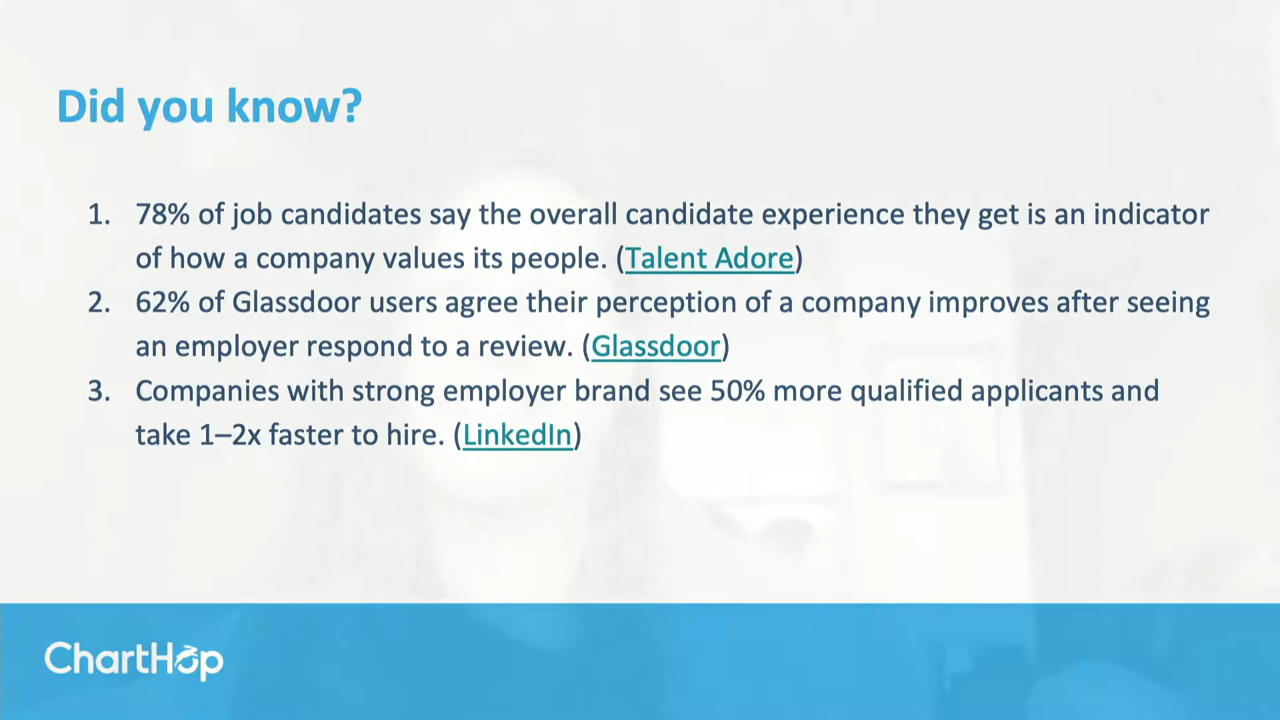 Did you know?
1. 78% of job candidates say the overall candidate experience they get is an indicator
of how a company values its people. (Talent Adore)
2. 62% of Glassdoor users agree their perception of a company improves after seeing
an employer respond to a review. (Glassdoor)
3. Companies with strong employer brand see 50% more qualified applicants and
take 1–2x faster to hire. (LinkedIn)
ChartHop